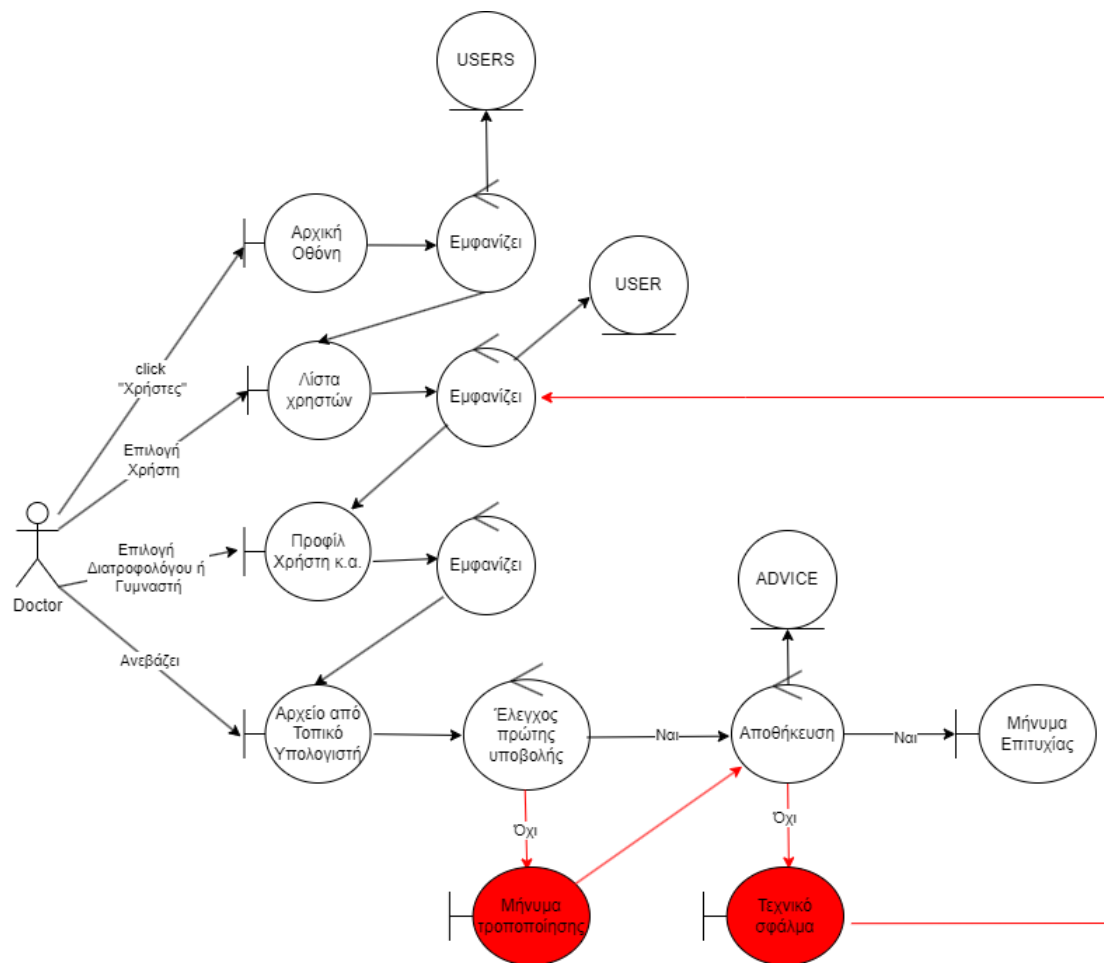 USERS
Αρχική
Οθόνη
Εμφανίζει
USER
click
"Χρήστες"
Λίστα
χρηστών
Εμφανίζει
Επιλογή
Χρήστη
Προφίλ
Χρήστη κ.α.
Εμφανίζει
Επιλογή
Διατροφολόγου ή
Γυμναστή
Doctor
ADVICE
Ανεβάζει
Αρχείο από
Τοπικό
Υπολογιστή
Έλεγχος
πρώτης
υποβολής
Ναι
Αποθήκευση
Ναι
Μήνυμα
Επιτυχίας
Όχι
Όχι
Μήνυμα
τροποποίησης
Τεχνικό
σφάλμα